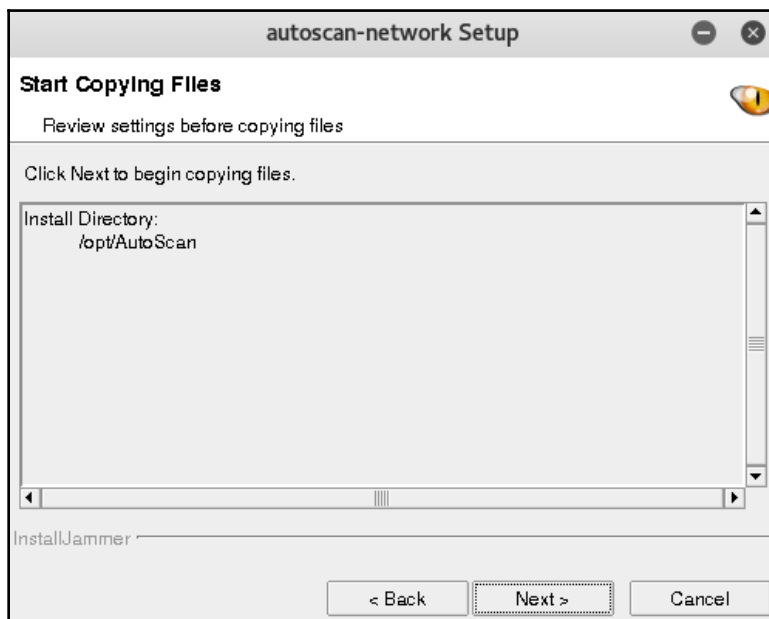 autoscan-network Setup
Start Copying Files
Review settings before copying files
Click Next to begin copying files.
Install Directory:
/opt/AutoScan
InstallJammer
< Back Next > Cancel